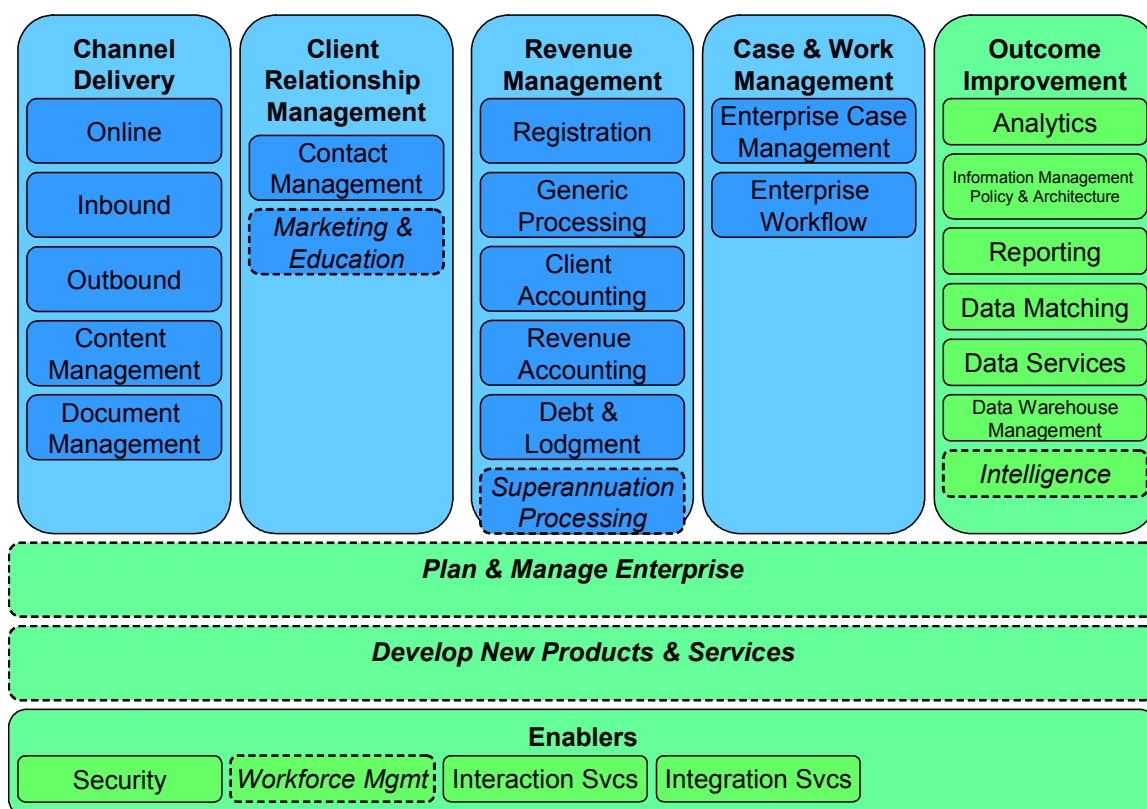 Channel
Delivery
Online
Inbound
Outbound
Content
Management
Document
Management
Client
Relationship
Management
Contact
Management
Marketing &
Education
Revenue
Management
Registration
Generic
Processing
Client
Accounting
Revenue
Accounting
Debt &
Lodgment
Superannuation
Processing
Case & Work
Management
Enterprise Case
Management
Enterprise
Workflow
Outcome
Improvement
Analytics
Information Management
Policy & Architecture
Reporting
Data Matching
Data Services
Data Warehouse
Management
Intelligence
Plan & Manage Enterprise
Develop New Products & Services
Enablers
Security
Workforce Mgmt
Interaction Svcs
Integration Svcs